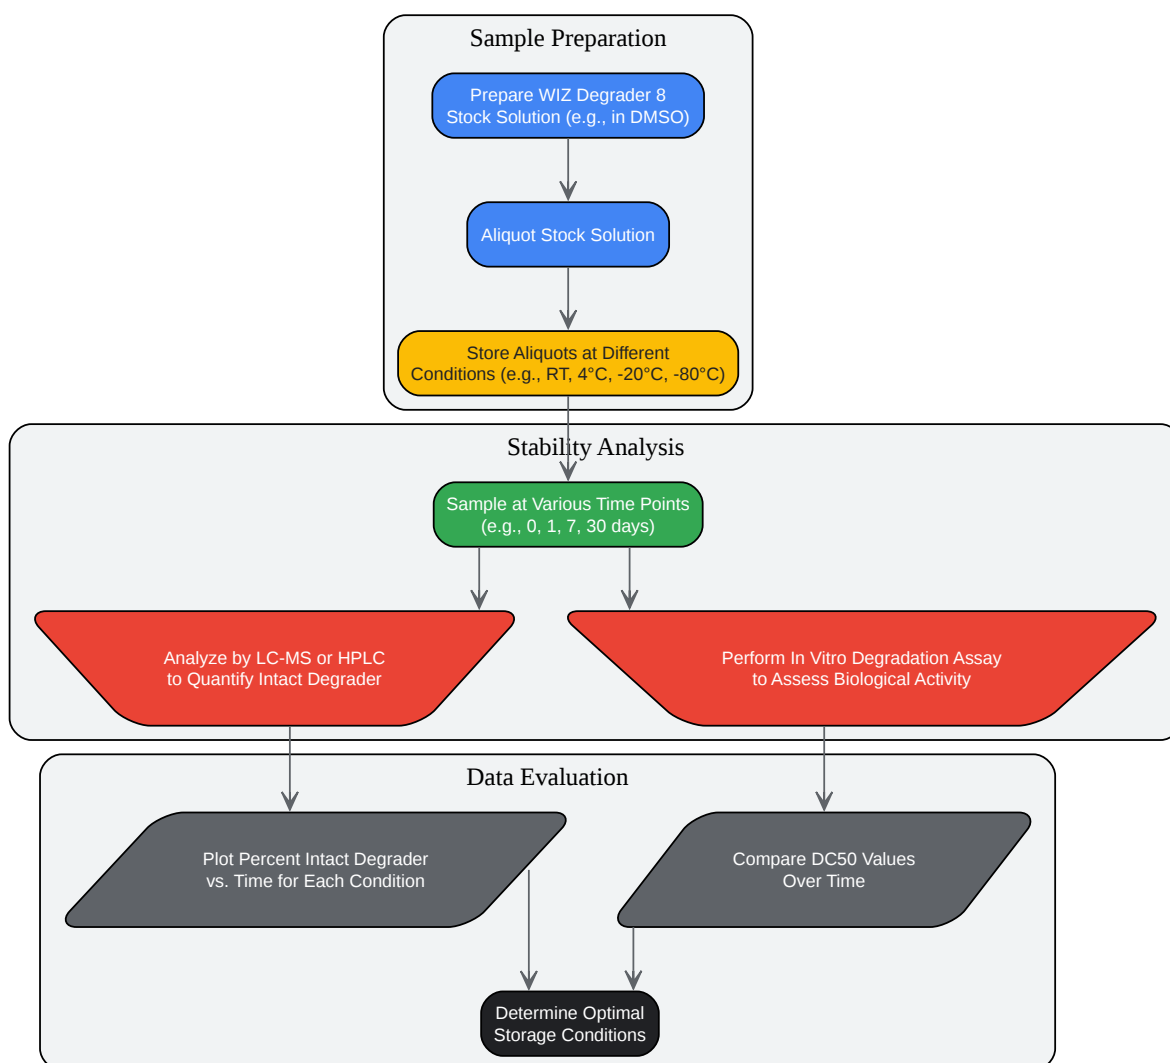 Sample Preparation
Prepare WIZ Degrader 8
Stock Solution (e.g., in DMSO)
Aliquot Stock Solution
Store Aliquots at Different
Conditions (e.g., RT, 4°C, -20°C, -80°C)
Stability Analysis
Sample at Various Time Points
(e.g., 0, 1, 7, 30 days)
Analyze by LC-MS or HPLC
to Quantify Intact Degrader
Perform In Vitro Degradation Assay
to Assess Biological Activity
Data Evaluation
Plot Percent Intact Degrader
vs. Time for Each Condition
Compare DC50 Values
Over Time
Determine Optimal
Storage Conditions